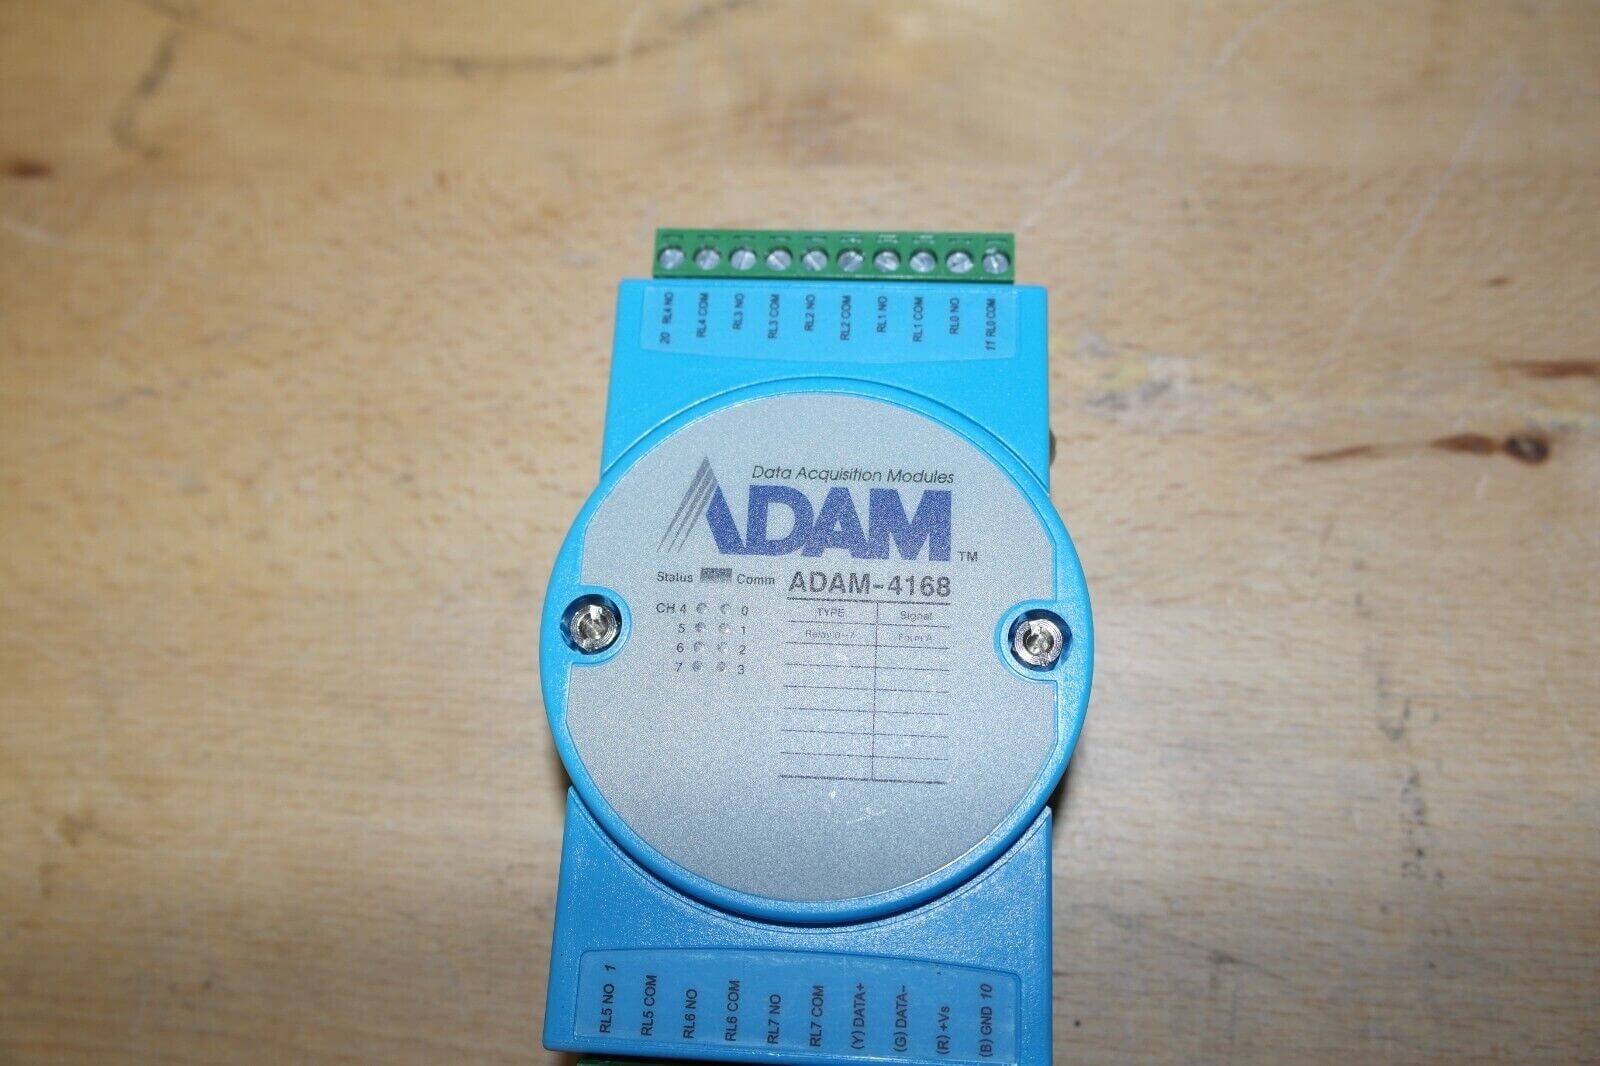 20 RL4 NO
RL4 COM
RL3 NO
RL3 COM
RL2 NO
RL2 COM
RL1 NO
RL1 COM
RL0 NO
11 RL0 COM
Data Acquisition Modules
ADAM TM
Status Comm
ADAM-4168
CH 4 0
5 1
6 2
7 3
TYPE Signal
Relay 0~7 Form A
RL5 NO 1
RL5 COM
RL6 NO
RL6 COM
RL7 NO
RL7 COM
(Y) DATA+
(G) DATA-
(R) +Vs
(B) GND 10